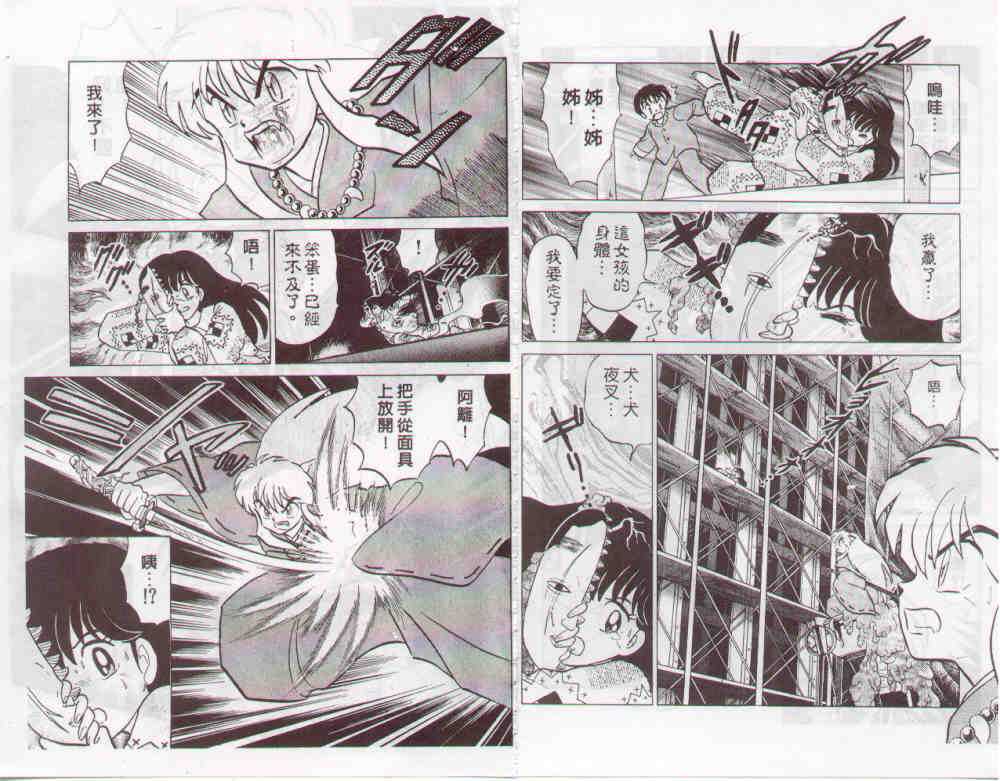 嗚哇…
姊…姊
姊！
我贏了…
這女孩的
身體…
我要定了…
唔…
犬…犬
夜叉…
我來了！
！
笨蛋…已經
來不及了。
唔！
阿籬！
把手從面具
上放開！
咦…!?